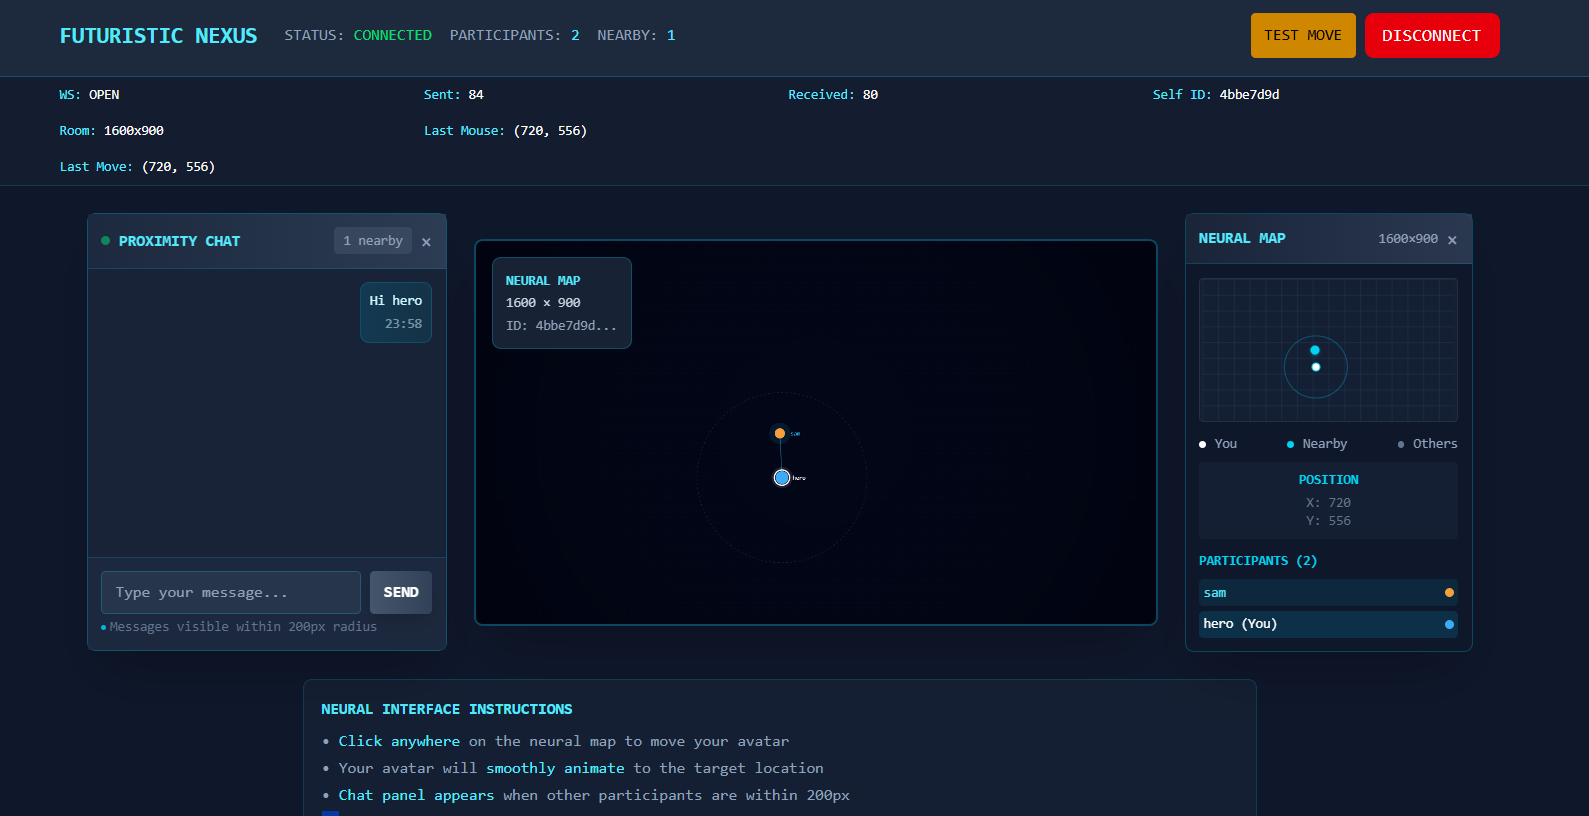 FUTURISTIC NEXUS STATUS: CONNECTED PARTICIPANTS: 2 NEARBY: 1 TEST MOVE DISCONNECT
WS: OPEN Sent: 84 Received: 80 Self ID: 4bbe7d9d
Room: 1600x900 Last Mouse: (720, 556)
Last Move: (720, 556)
PROXIMITY CHAT 1 nearby ×
Hi hero
23:58
Type your message... SEND
Messages visible within 200px radius
NEURAL MAP
1600 × 900
ID: 4bbe7d9d...
sam
hero
NEURAL MAP 1600x900 ×
You Nearby Others
POSITION
X: 720
Y: 556
PARTICIPANTS (2)
sam
hero (You)
NEURAL INTERFACE INSTRUCTIONS
• Click anywhere on the neural map to move your avatar
• Your avatar will smoothly animate to the target location
• Chat panel appears when other participants are within 200px